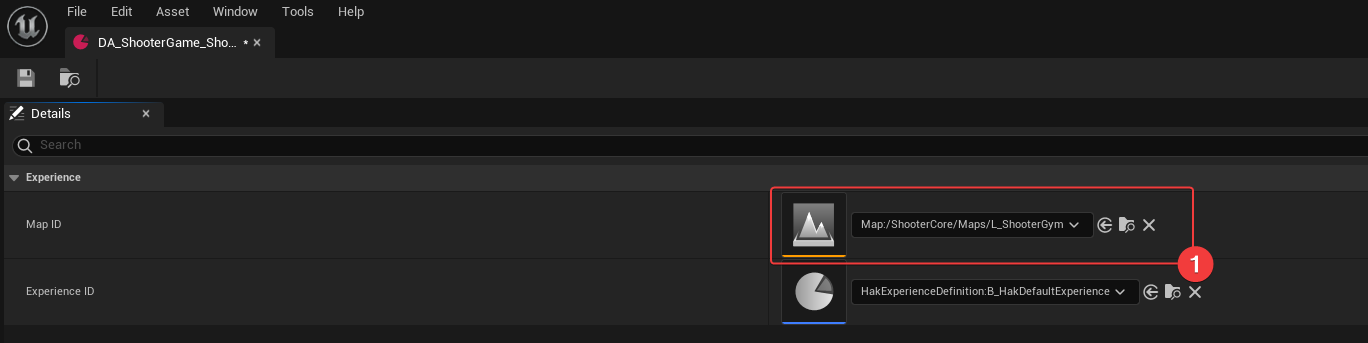 File Edit Asset Window Tools Help
DA_ShooterGame_Sho... *
Details
Search
Experience
Map ID
Map:/ShooterCore/Maps/L_ShooterGym
1
Experience ID
HakExperienceDefinition:B_HakDefaultExperience